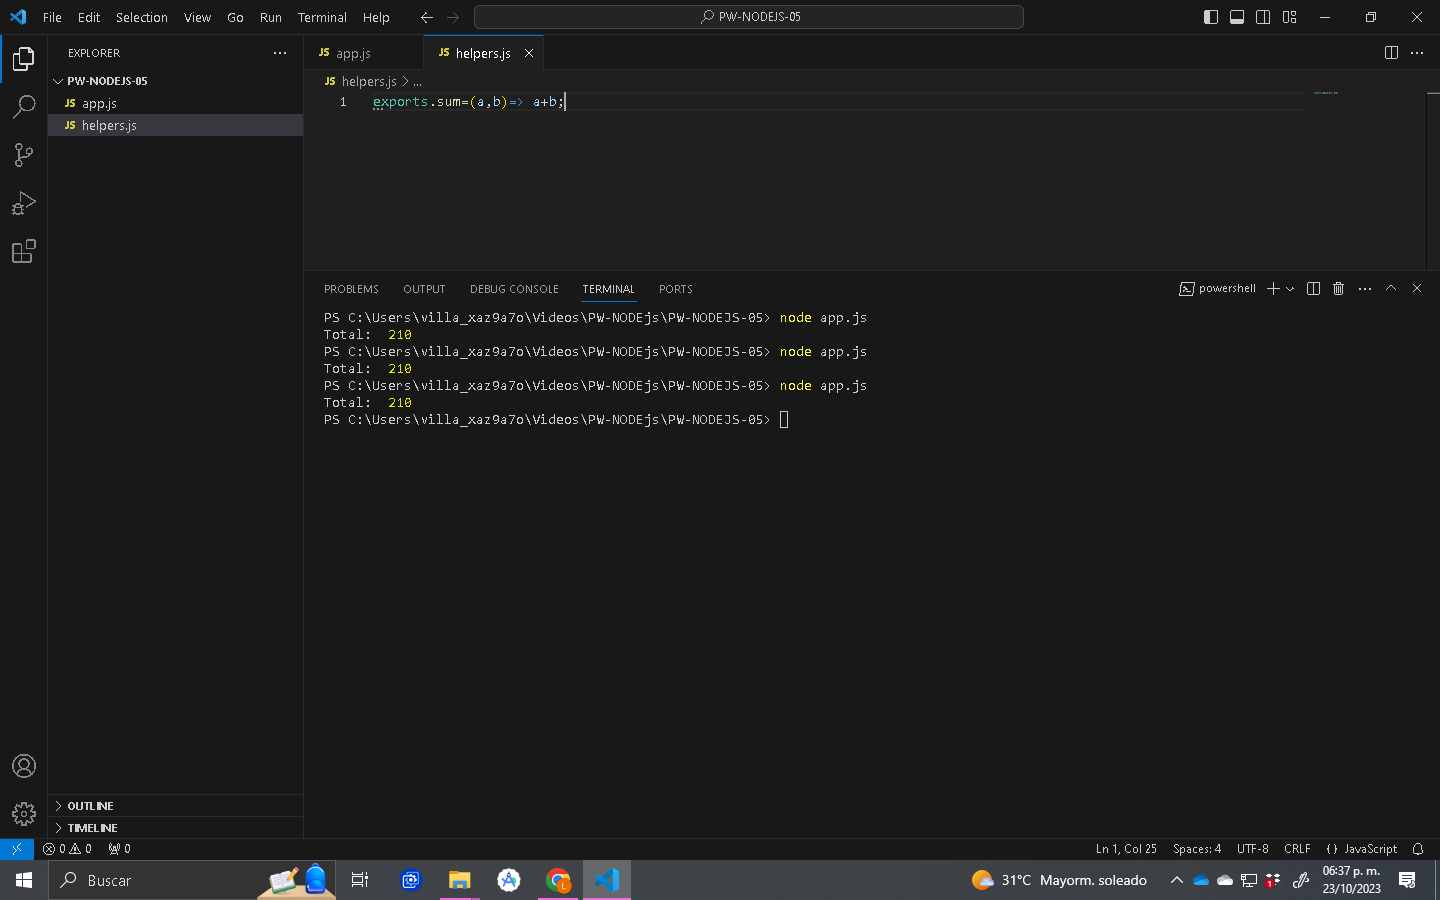 File Edit Selection View Go Run Terminal Help
PW-NODEJS-05
EXPLORER
PW-NODEJS-05
JS app.js
JS helpers.js
OUTLINE
TIMELINE
JS app.js JS helpers.js
JS helpers.js > ...
1 exports.sum=(a,b)=> a+b;
PROBLEMS OUTPUT DEBUG CONSOLE TERMINAL PORTS
powershell
PS C:\Users\villa_xaz9a7o\Videos\PW-NODEjs\PW-NODEJS-05> node app.js
Total:  210
PS C:\Users\villa_xaz9a7o\Videos\PW-NODEjs\PW-NODEJS-05> node app.js
Total:  210
PS C:\Users\villa_xaz9a7o\Videos\PW-NODEjs\PW-NODEJS-05> node app.js
Total:  210
PS C:\Users\villa_xaz9a7o\Videos\PW-NODEjs\PW-NODEJS-05>
0 0 0
Ln 1, Col 25 Spaces: 4 UTF-8 CRLF { } JavaScript
Buscar
L
31°C Mayorm. soleado
1
06:37 p. m.
23/10/2023